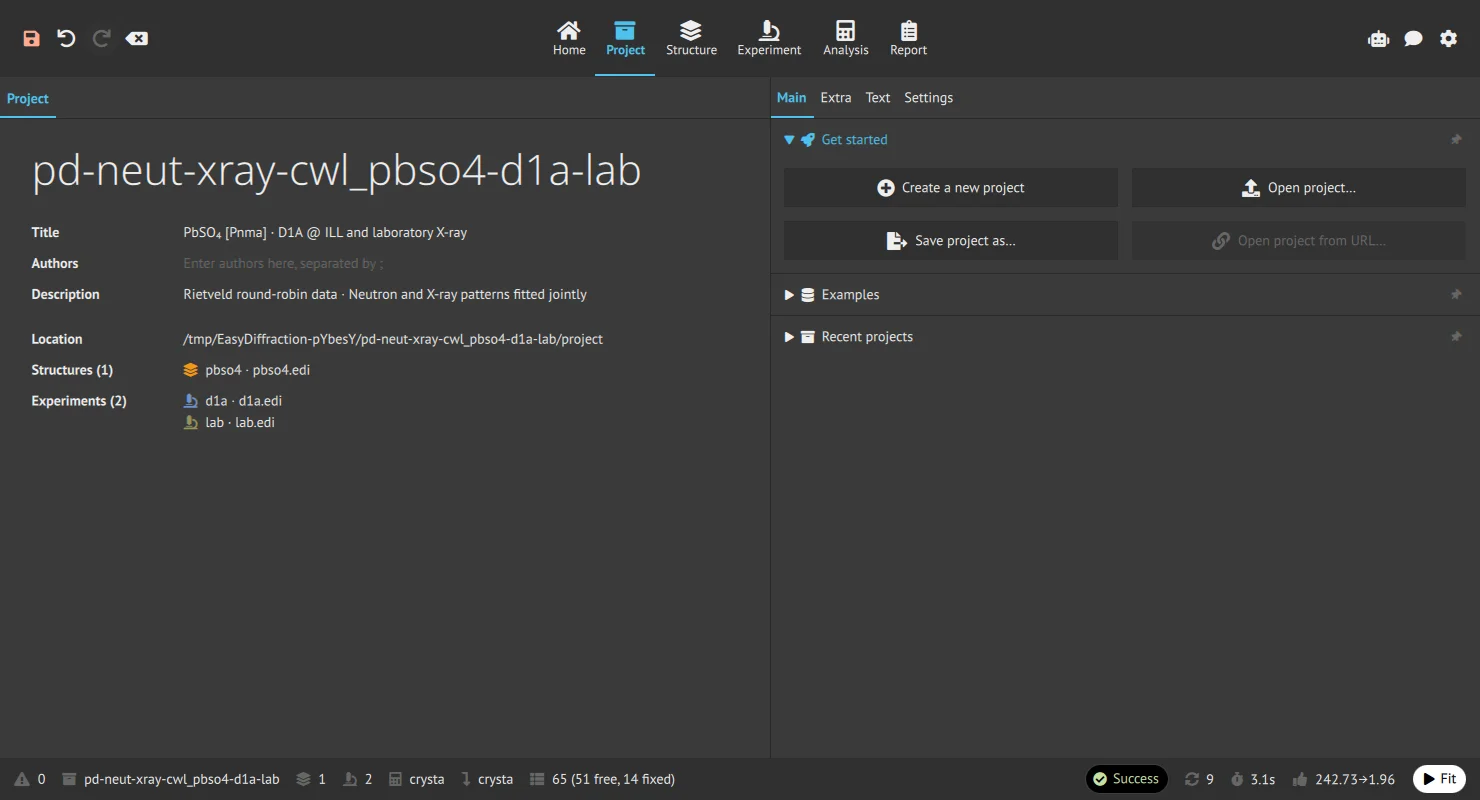 Home
Project
Structure
Experiment
Analysis
Report
Project
Main Extra Text Settings
Get started
Create a new project
Open project...
Save project as...
Open project from URL...
Examples
Recent projects
pd-neut-xray-cwl_pbso4-d1a-lab
Title PbSO₄ [Pnma] · D1A @ ILL and laboratory X-ray
Authors Enter authors here, separated by ;
Description Rietveld round-robin data · Neutron and X-ray patterns fitted jointly
Location /tmp/EasyDiffraction-pYbesY/pd-neut-xray-cwl_pbso4-d1a-lab/project
Structures (1) pbso4 · pbso4.edi
Experiments (2) d1a · d1a.edi
lab · lab.edi
0 pd-neut-xray-cwl_pbso4-d1a-lab 1 2 crysta crysta 65 (51 free, 14 fixed) Success 9 3.1s 242.73→1.96 Fit